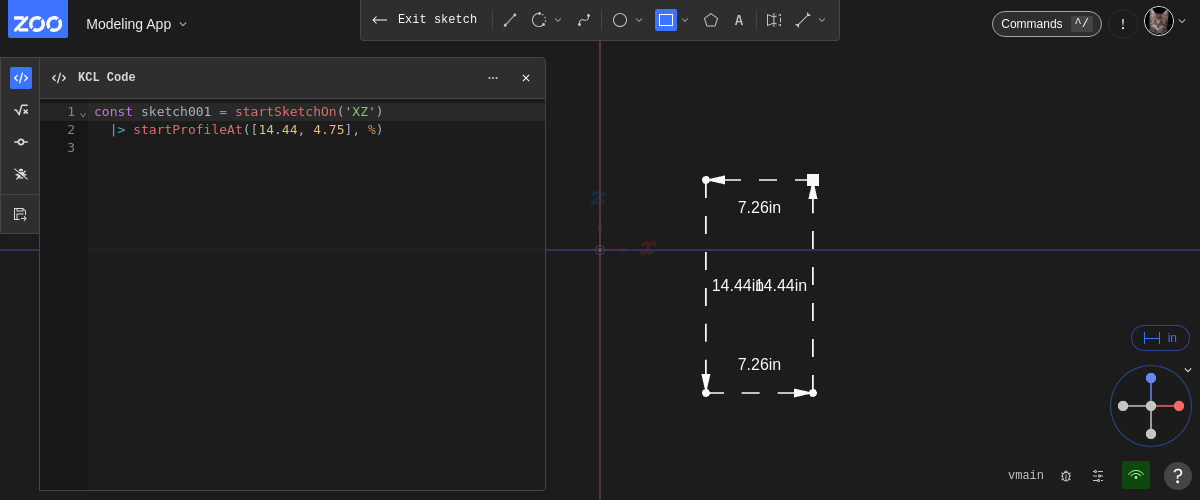 ZOO
Modeling App
Exit sketch
A
Commands ^/
!
KCL Code
1 const sketch001 = startSketchOn('XZ')
2 |> startProfileAt([14.44, 4.75], %)
3
z
x
7.26in
14.44in
14.44in
7.26in
in
vmain
?